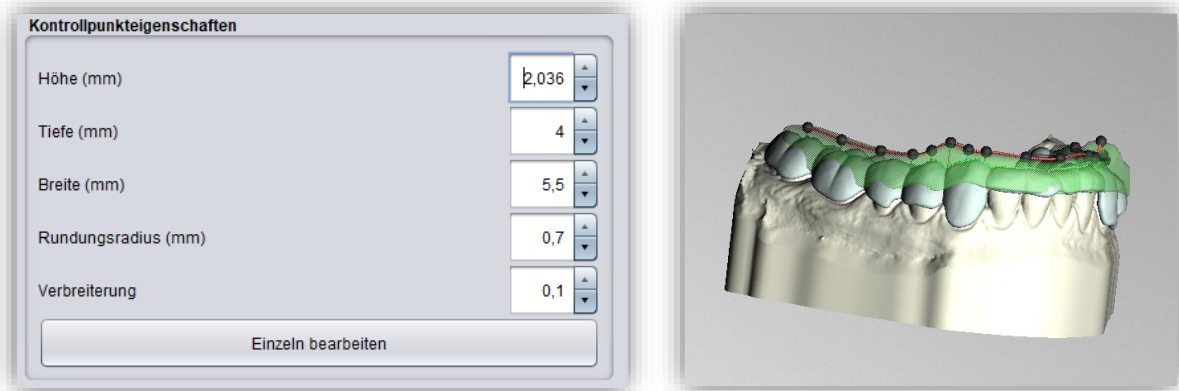 Kontrollpunkteigenschaften
Höhe (mm) 2,036
Tiefe (mm) 4
Breite (mm) 5,5
Rundungsradius (mm) 0,7
Verbreiterung 0,1
Einzeln bearbeiten